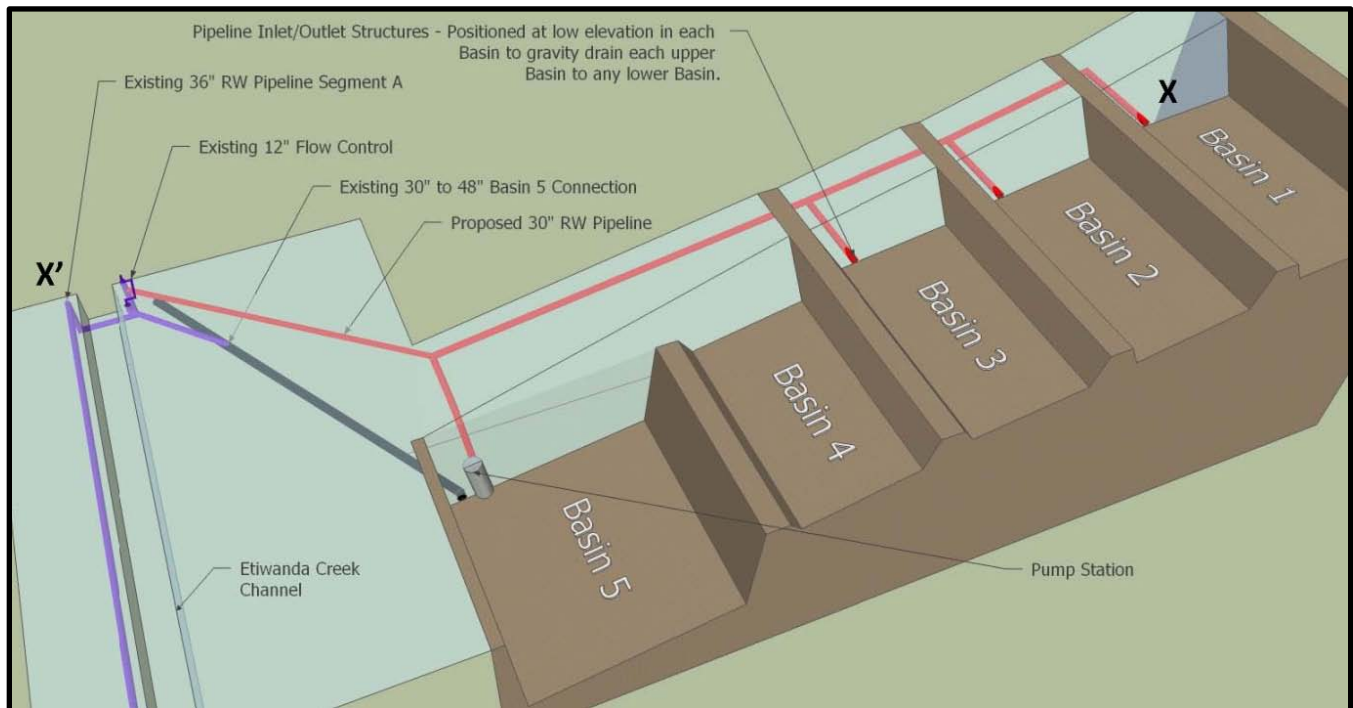 Pipeline Inlet/Outlet Structures - Positioned at low elevation in each
Basin to gravity drain each upper
Basin to any lower Basin.
Existing 36" RW Pipeline Segment A
X
Existing 12" Flow Control
Basin 1
Existing 30" to 48" Basin 5 Connection
Proposed 30" RW Pipeline
Basin 2
X'
Basin 3
Basin 4
Basin 5
Etiwanda Creek
Channel
Pump Station